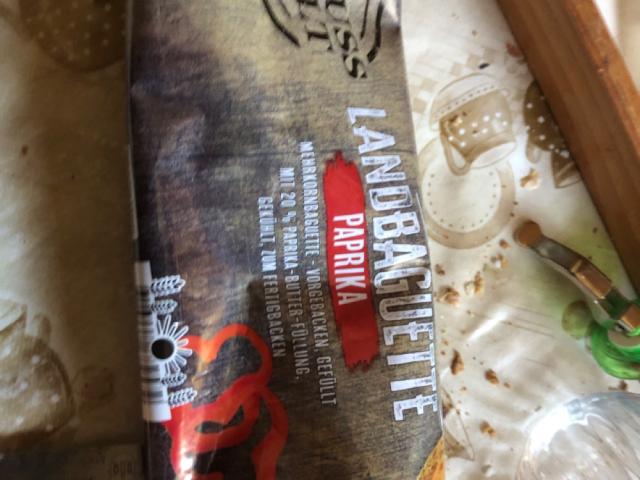 LANDBAGUETTE
PAPRIKA
MEHRKORNBAGUETTE - VORGEBACKEN, GEFÜLLT
MIT 20 % PAPRIKA-BUTTER-FÜLLUNG,
GEKÜHLT, ZUM FERTIGBACKEN